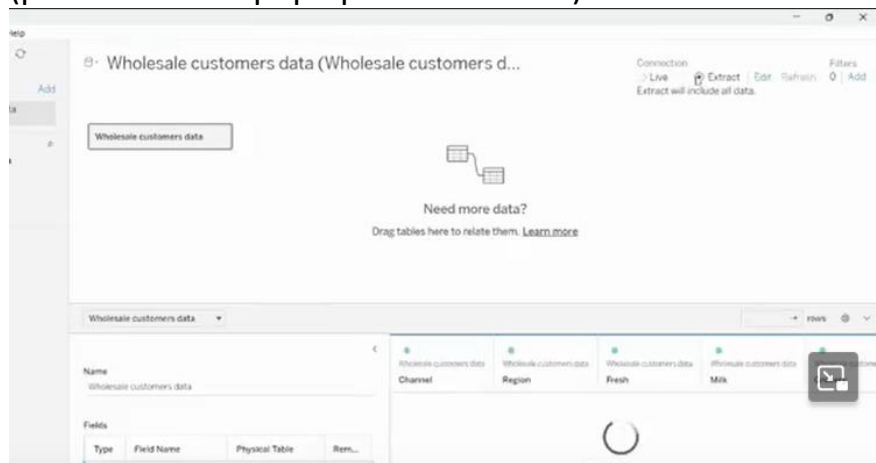 Help
Wholesale customers data (Wholesale customers d...
Connection
Live Extract Edit Refresh
Extract will include all data.
Filters
0 Add
Add
Wholesale customers data
Need more data?
Drag tables here to relate them. Learn more
Wholesale customers data
rows
Name
Wholesale customers data
Fields
Type Field Name Physical Table Rem...
Wholesale customers data Wholesale customers data Wholesale customers data Wholesale customers data
Channel Region Fresh Milk